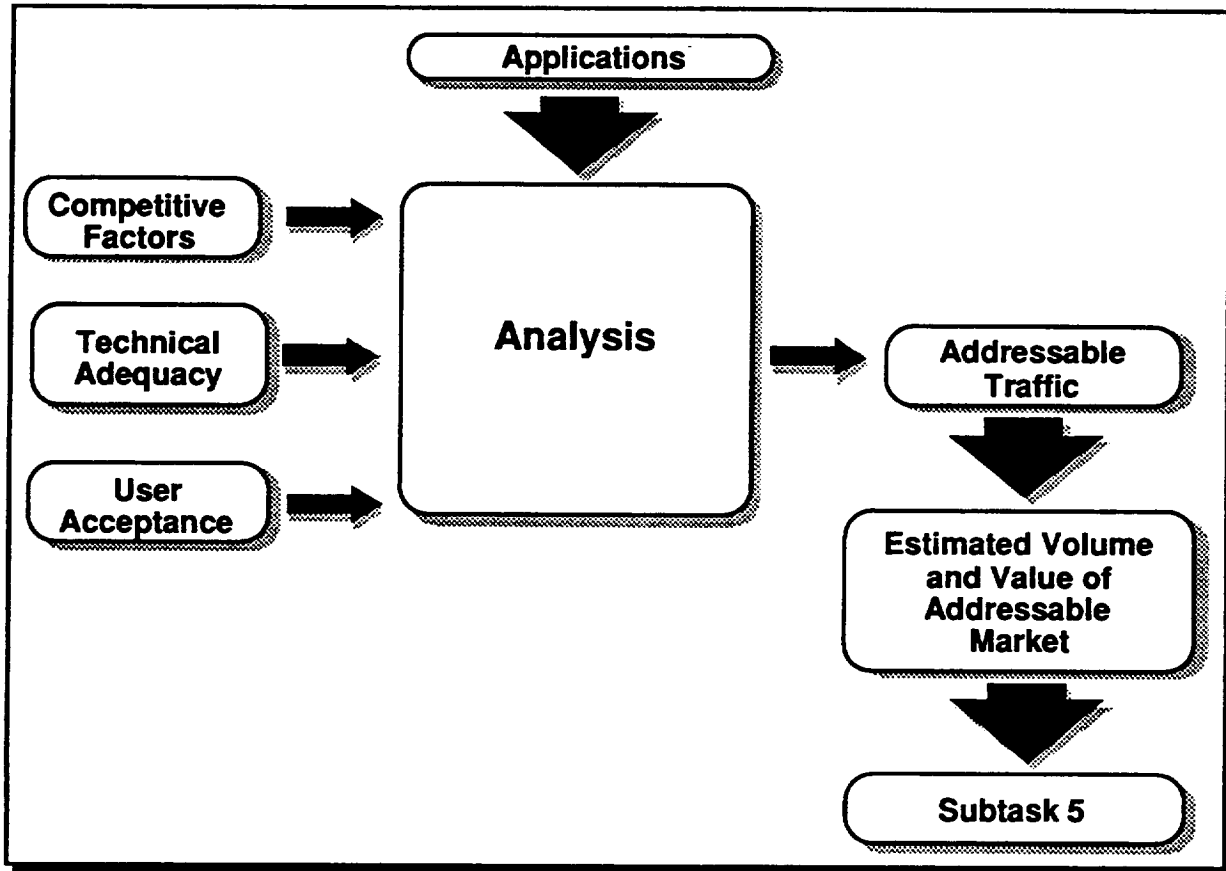 Applications
Competitive
Factors
Technical
Adequacy
User
Acceptance
Analysis
Addressable
Traffic
Estimated Volume
and Value of
Addressable
Market
Subtask 5